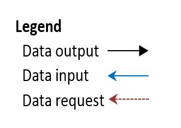 Legend
Data output
Data input
Data request